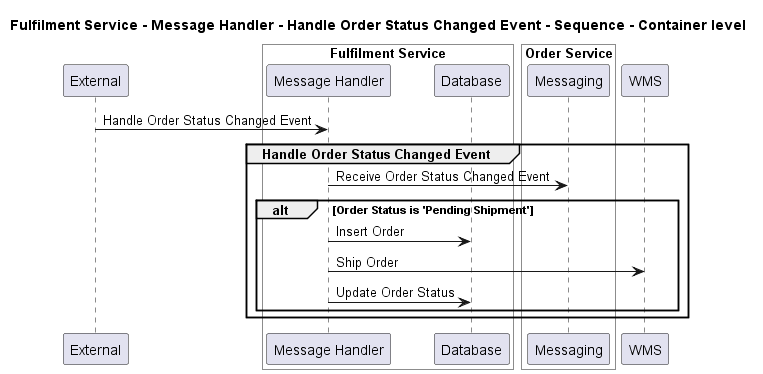 Fulfilment Service - Message Handler - Handle Order Status Changed Event - Sequence - Container level
Fulfilment Service
Order Service
External
Message Handler
Database
Messaging
WMS
Handle Order Status Changed Event
Handle Order Status Changed Event
Receive Order Status Changed Event
alt
[Order Status is 'Pending Shipment']
Insert Order
Ship Order
Update Order Status
External
Message Handler
Database
Messaging
WMS